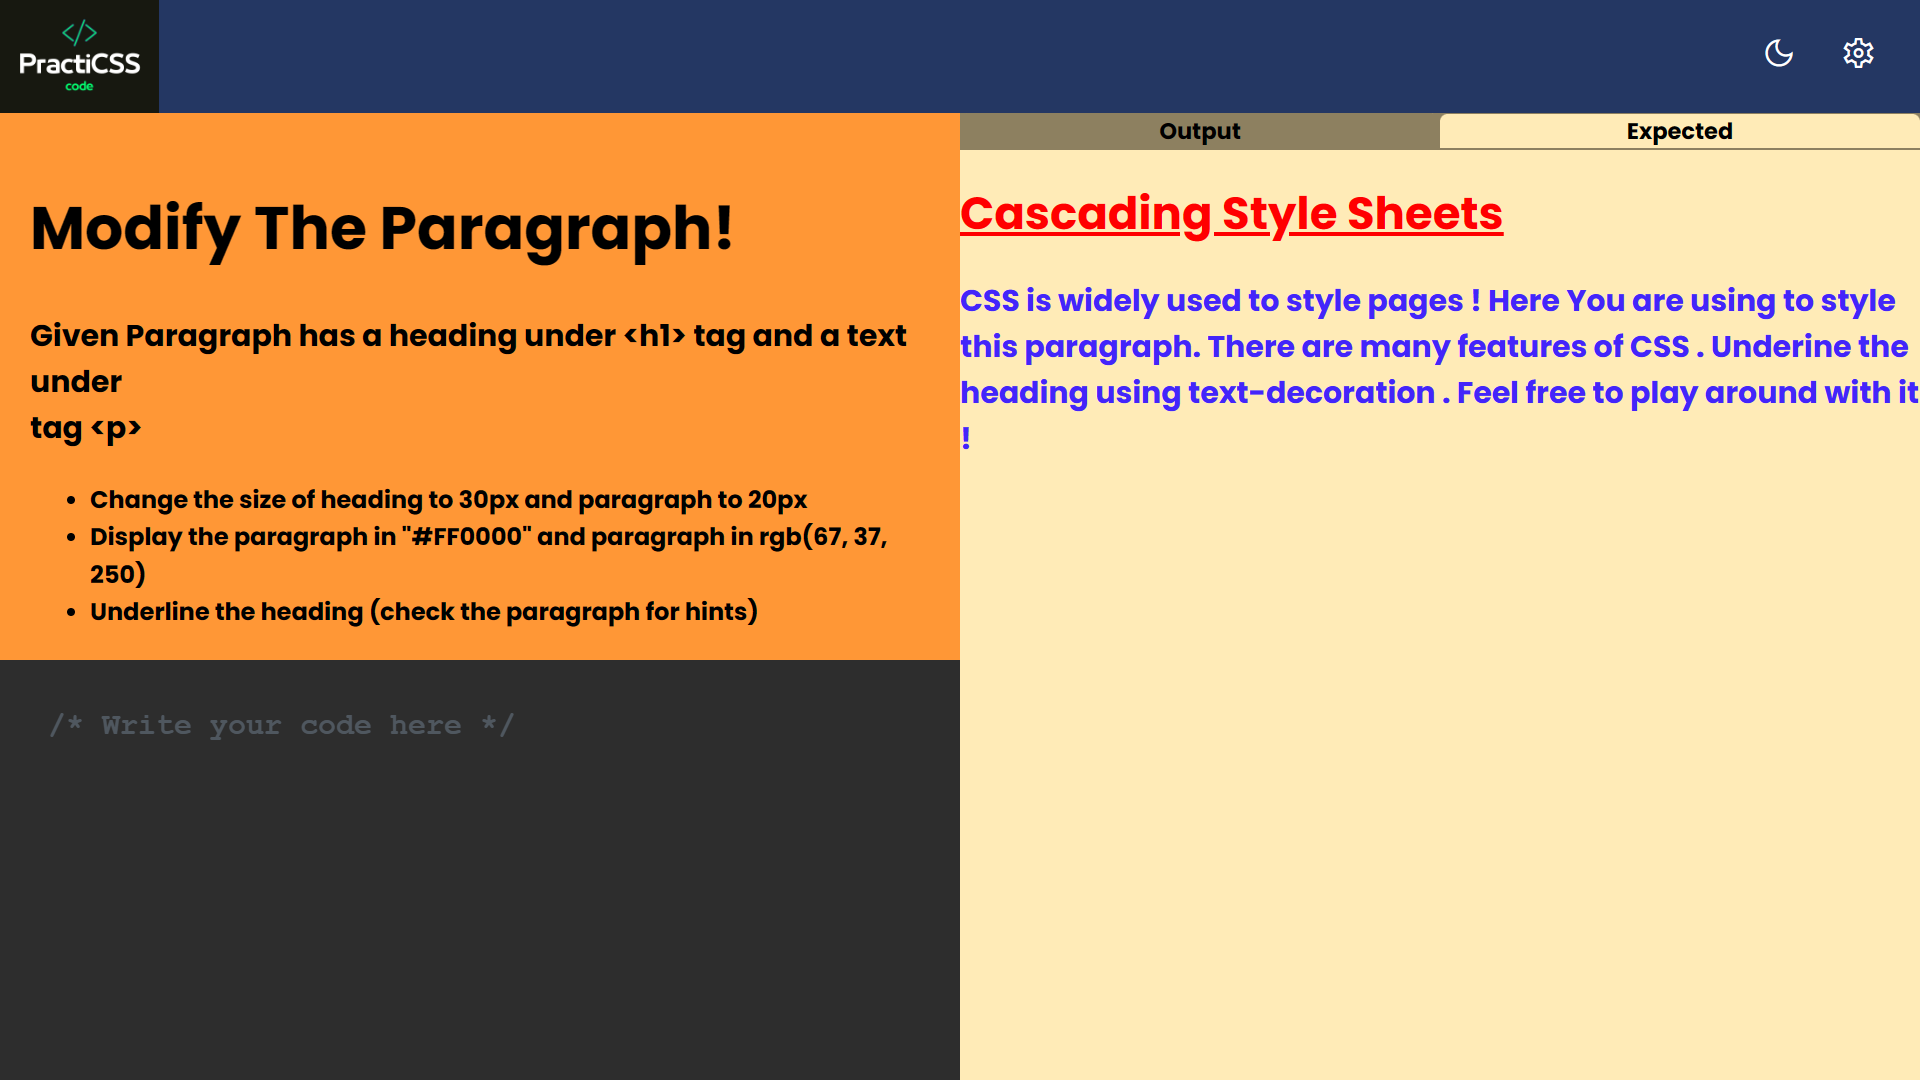 </>
PractiCSS
code
Modify The Paragraph!
Given Paragraph has a heading under <h1> tag and a text
under
tag <p>
• Change the size of heading to 30px and paragraph to 20px
• Display the paragraph in "#FF0000" and paragraph in rgb(67, 37,
250)
• Underline the heading (check the paragraph for hints)
/* Write your code here */
Output
Expected
Cascading Style Sheets
CSS is widely used to style pages ! Here You are using to style
this paragraph. There are many features of CSS . Underine the
heading using text-decoration . Feel free to play around with it
!